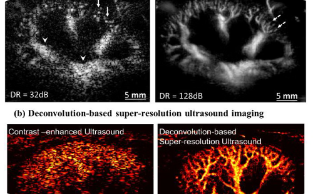 DR = 32dB
5 mm
DR = 128dB
5 mm
(b) Deconvolution-based super-resolution ultrasound imaging
Contrast –enhanced Ultrasound
Deconvolution-based
Super-resolution Ultrasound